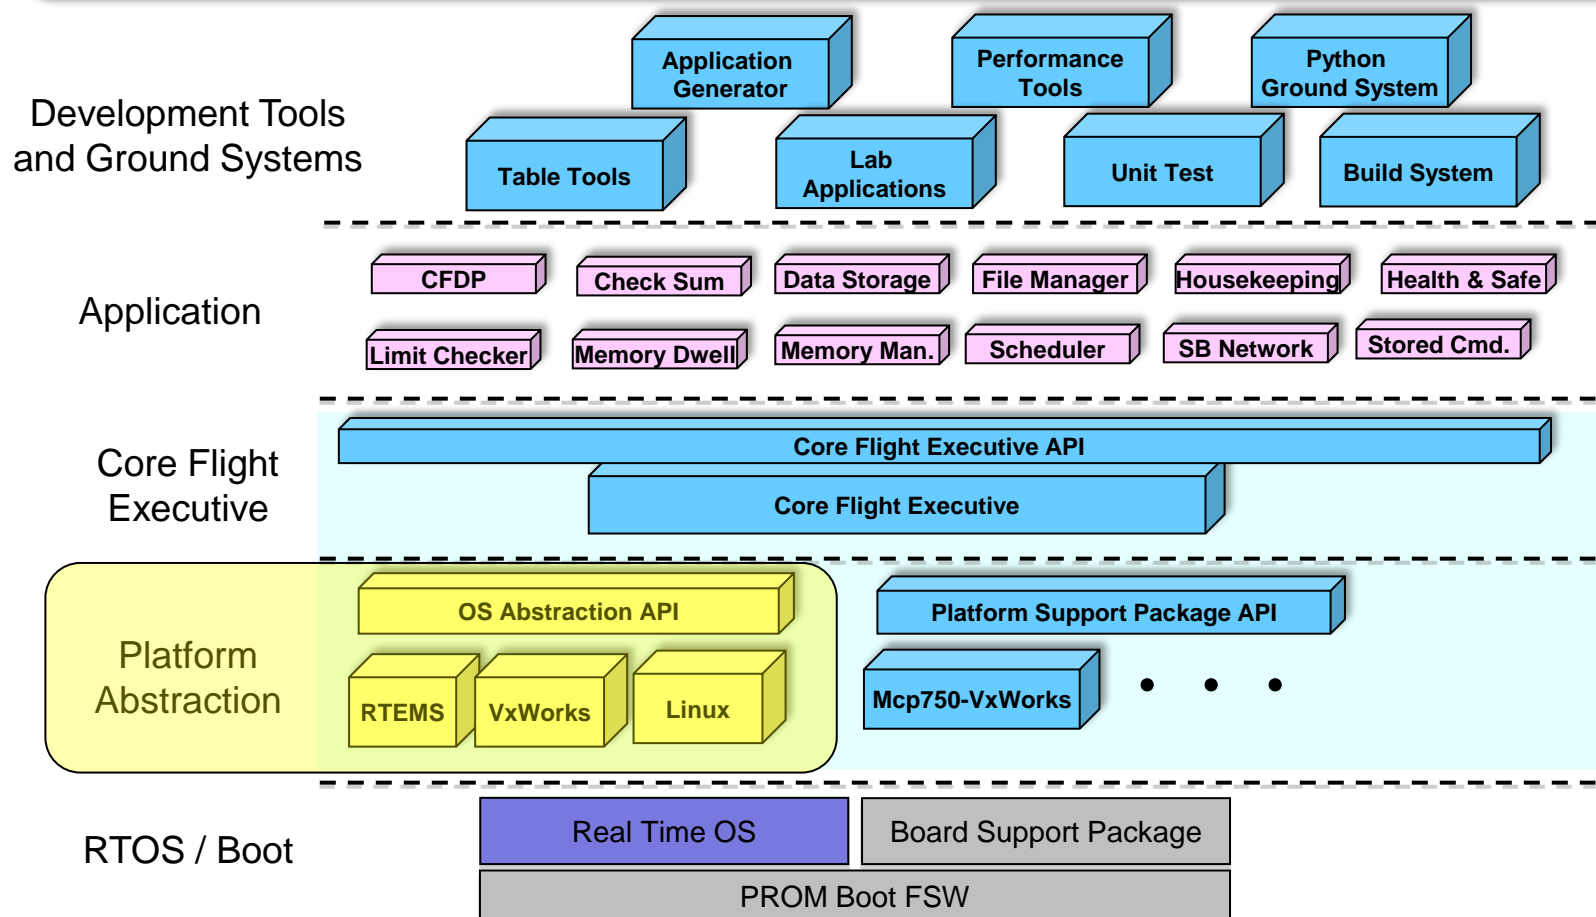 Development Tools
and Ground Systems
Application
Generator
Performance
Tools
Python
Ground System
Table Tools
Lab
Applications
Unit Test
Build System
Application
CFDP
Check Sum
Data Storage
File Manager
Housekeeping
Health & Safe
Limit Checker
Memory Dwell
Memory Man.
Scheduler
SB Network
Stored Cmd.
Core Flight
Executive
Core Flight Executive API
Core Flight Executive
Platform
Abstraction
OS Abstraction API
Platform Support Package API
RTEMS
VxWorks
Linux
Mcp750-VxWorks
• • •
RTOS / Boot
Real Time OS
Board Support Package
PROM Boot FSW